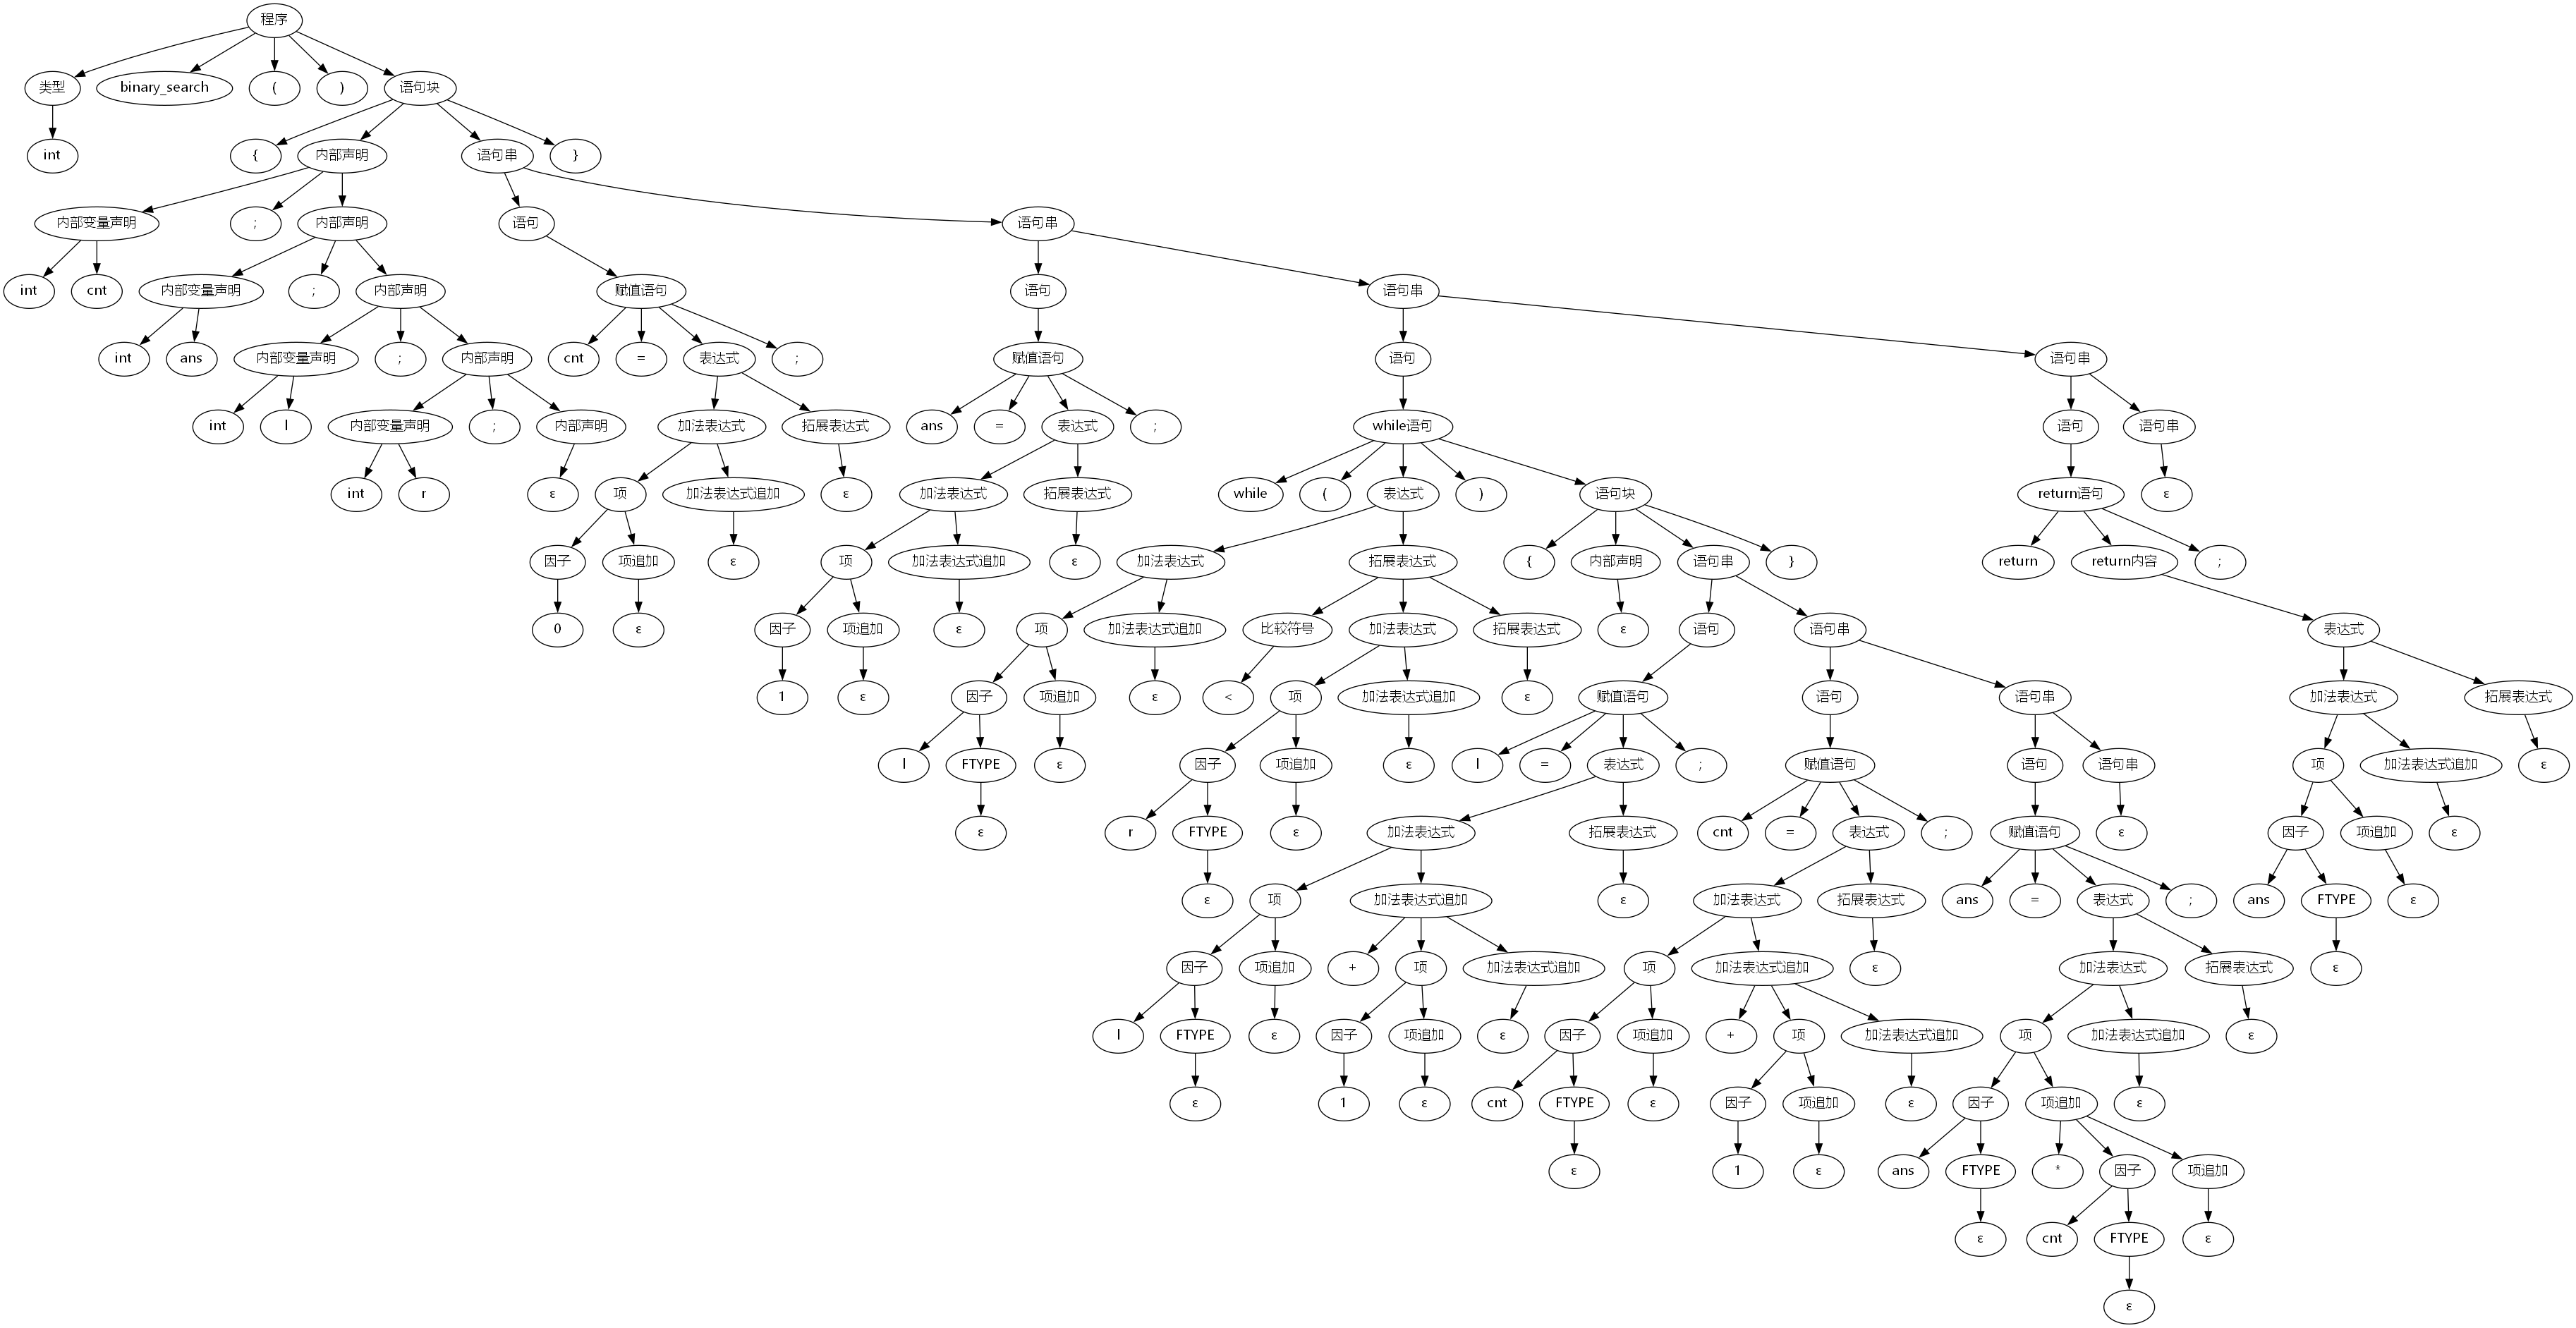 程序
类型 binary_search ( ) 语句块
int { 内部声明 语句串 }
内部变量声明 ; 内部声明 语句 语句串
int cnt 内部变量声明 ; 内部声明 赋值语句 语句 语句串
int ans 内部变量声明 ; 内部声明 cnt = 表达式 ; 赋值语句 语句 语句串
int l 内部变量声明 ; 内部声明 加法表达式 拓展表达式 ans = 表达式 ; while语句 语句 语句串
int r ε 项 加法表达式追加 ε 加法表达式 拓展表达式 while ( 表达式 ) 语句块 return语句 ε
因子 项追加 ε 项 加法表达式追加 ε 加法表达式 拓展表达式 { 内部声明 语句串 } return return内容 ;
0 ε 因子 项追加 ε 项 加法表达式追加 比较符号 加法表达式 拓展表达式 ε 语句 语句串 表达式
1 ε 因子 项追加 ε < 项 加法表达式追加 ε 赋值语句 语句 语句串 加法表达式 拓展表达式
l FTYPE ε 因子 项追加 ε l = 表达式 ; 赋值语句 语句 语句串 项 加法表达式追加 ε
ε r FTYPE ε 加法表达式 拓展表达式 cnt = 表达式 ; 赋值语句 ε 因子 项追加 ε
ε 项 加法表达式追加 ε 加法表达式 拓展表达式 ans = 表达式 ; ans FTYPE ε
因子 项追加 + 项 加法表达式追加 项 加法表达式追加 ε 加法表达式 拓展表达式 ε
l FTYPE ε 因子 项追加 ε 因子 项追加 + 项 加法表达式追加 项 加法表达式追加 ε
ε 1 ε cnt FTYPE ε 因子 项追加 ε 因子 项追加 ε
ε 1 ε ans FTYPE * 因子 项追加
ε cnt FTYPE ε
ε